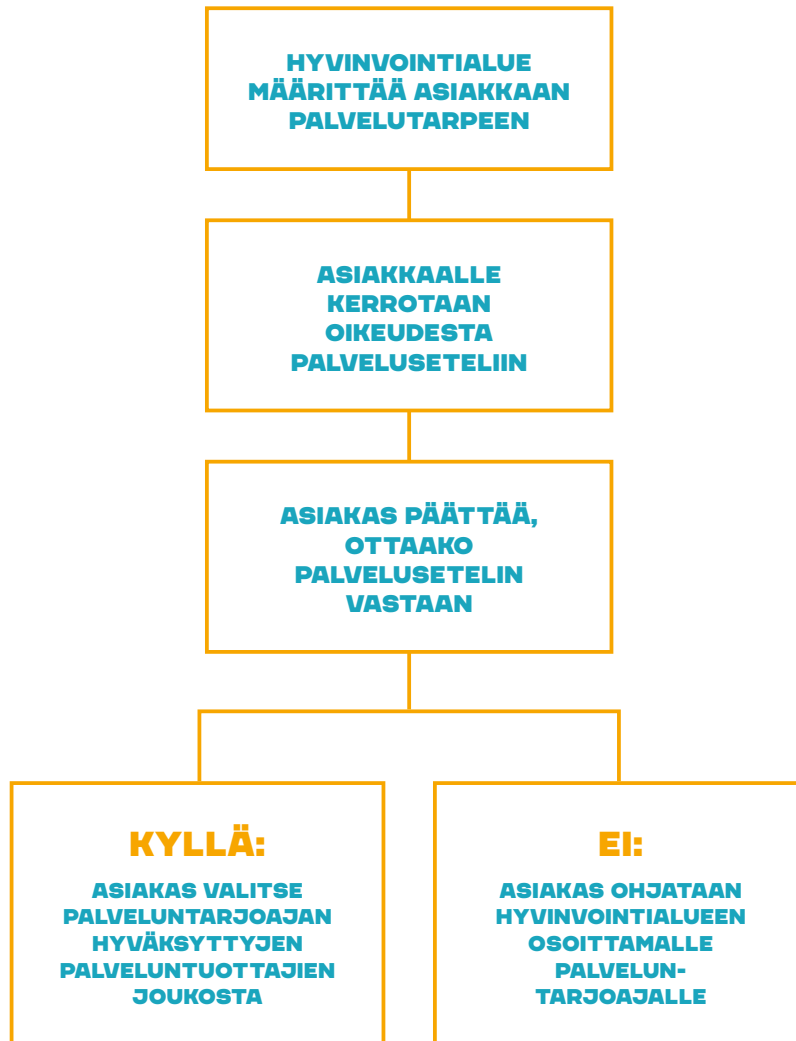 HYVINVOINTIALUE
MÄÄRITTÄÄ ASIAKKAAN
PALVELUTARPEEN
ASIAKKAALLE
KERROTAAN
OIKEUDESTA
PALVELUSETELIIN
ASIAKAS PÄÄTTÄÄ,
OTTAAKO
PALVELUSETELIN
VASTAAN
KYLLÄ:
ASIAKAS VALITSE
PALVELUNTARJOAJAN
HYVÄKSYTTYJEN
PALVELUNTUOTTAJIEN
JOUKOSTA
EI:
ASIAKAS OHJATAAN
HYVINVOINTIALUEEN
OSOITTAMALLE
PALVELUN-
TARJOAJALLE